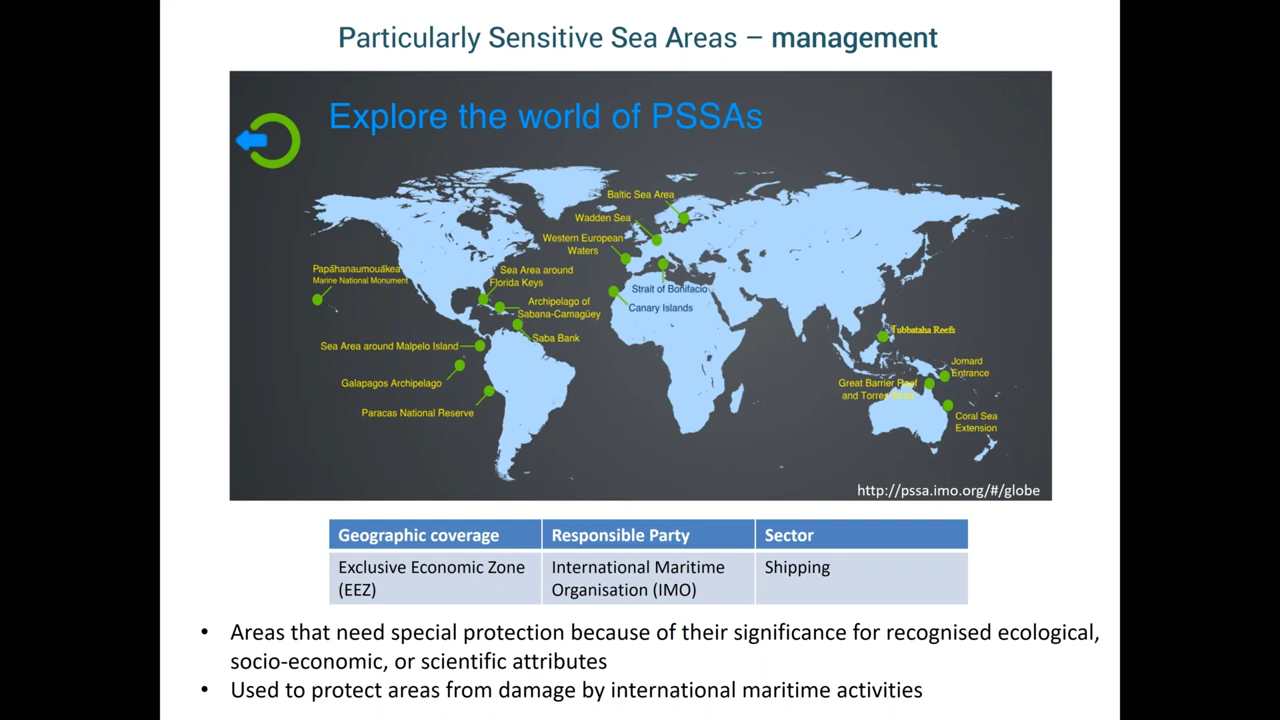 Particularly Sensitive Sea Areas – management
Explore the world of PSSAs
Baltic Sea Area
Wadden Sea
Western European
Waters
Papāhanaumouākea
Marine National Monument
Sea Area around
Florida Keys
Strait of Bonifacio
Archipelago of
Sabana-Camagüey
Canary Islands
Saba Bank
Tubbataha Reefs
Sea Area around Malpelo Island
Jomard
Entrance
Galapagos Archipelago
Great Barrier Reef
and Torres Strait
Paracas National Reserve
Coral Sea
Extension
http://pssa.imo.org/#/globe
Geographic coverage
Responsible Party
Sector
Exclusive Economic Zone
(EEZ)
International Maritime
Organisation (IMO)
Shipping
• Areas that need special protection because of their significance for recognised ecological,
socio-economic, or scientific attributes
• Used to protect areas from damage by international maritime activities